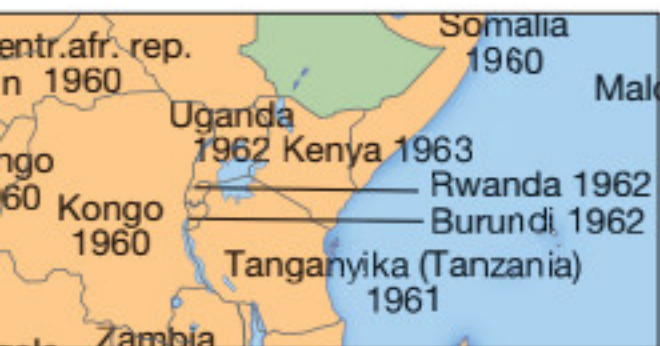 Somalia
1960
entr.afr. rep.
n 1960
Malc
Uganda
1962
Kenya 1963
ngo
60
Rwanda 1962
Kongo
1960
Burundi 1962
Tanganyika (Tanzania)
1961
Zambia